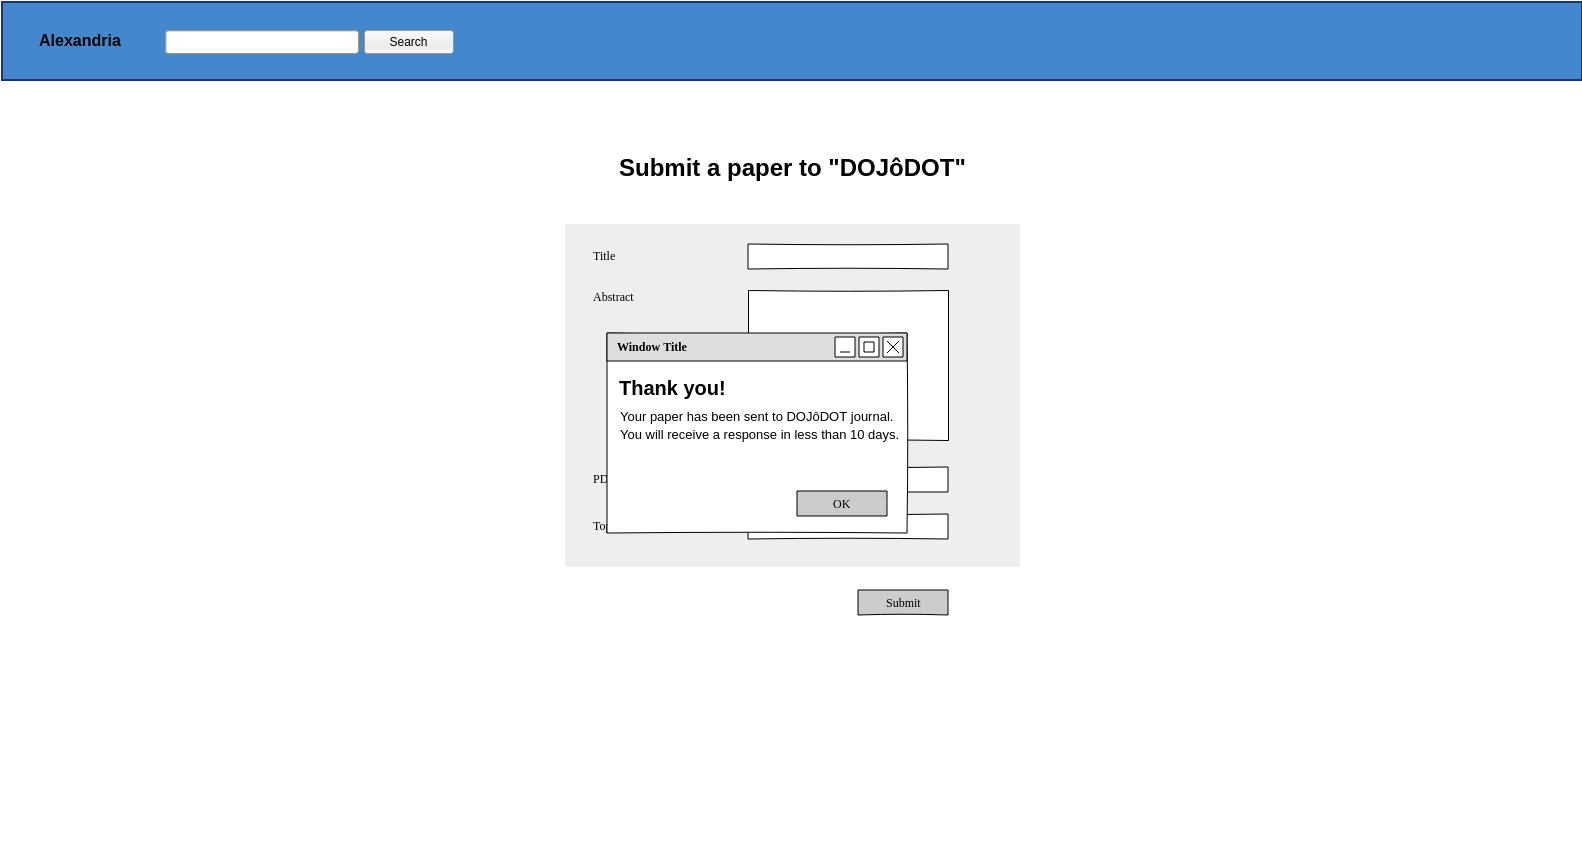 Alexandria
Search
Submit a paper to "DOJôDOT"
Title
Abstract
Window Title
Thank you!
Your paper has been sent to DOJôDOT journal.
You will receive a response in less than 10 days.
PD
OK
To
Submit